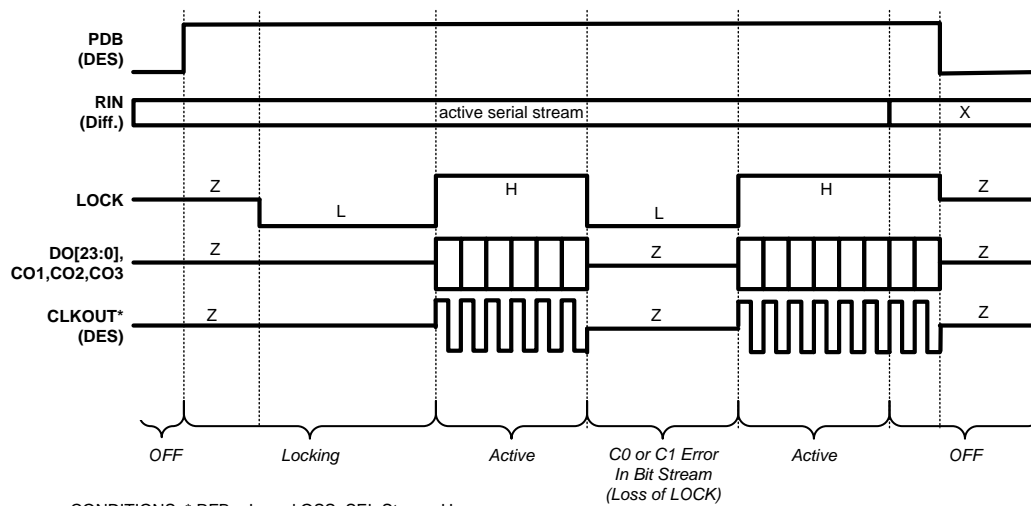 PDB
(DES)
RIN
(Diff.)
active serial stream
X
LOCK
Z
L
H
L
H
Z
DO[23:0],
CO1,CO2,CO3
Z
Z
Z
CLKOUT*
(DES)
Z
Z
Z
OFF
Locking
Active
C0 or C1 Error
In Bit Stream
(Loss of LOCK)
Active
OFF
CONDITIONS: *